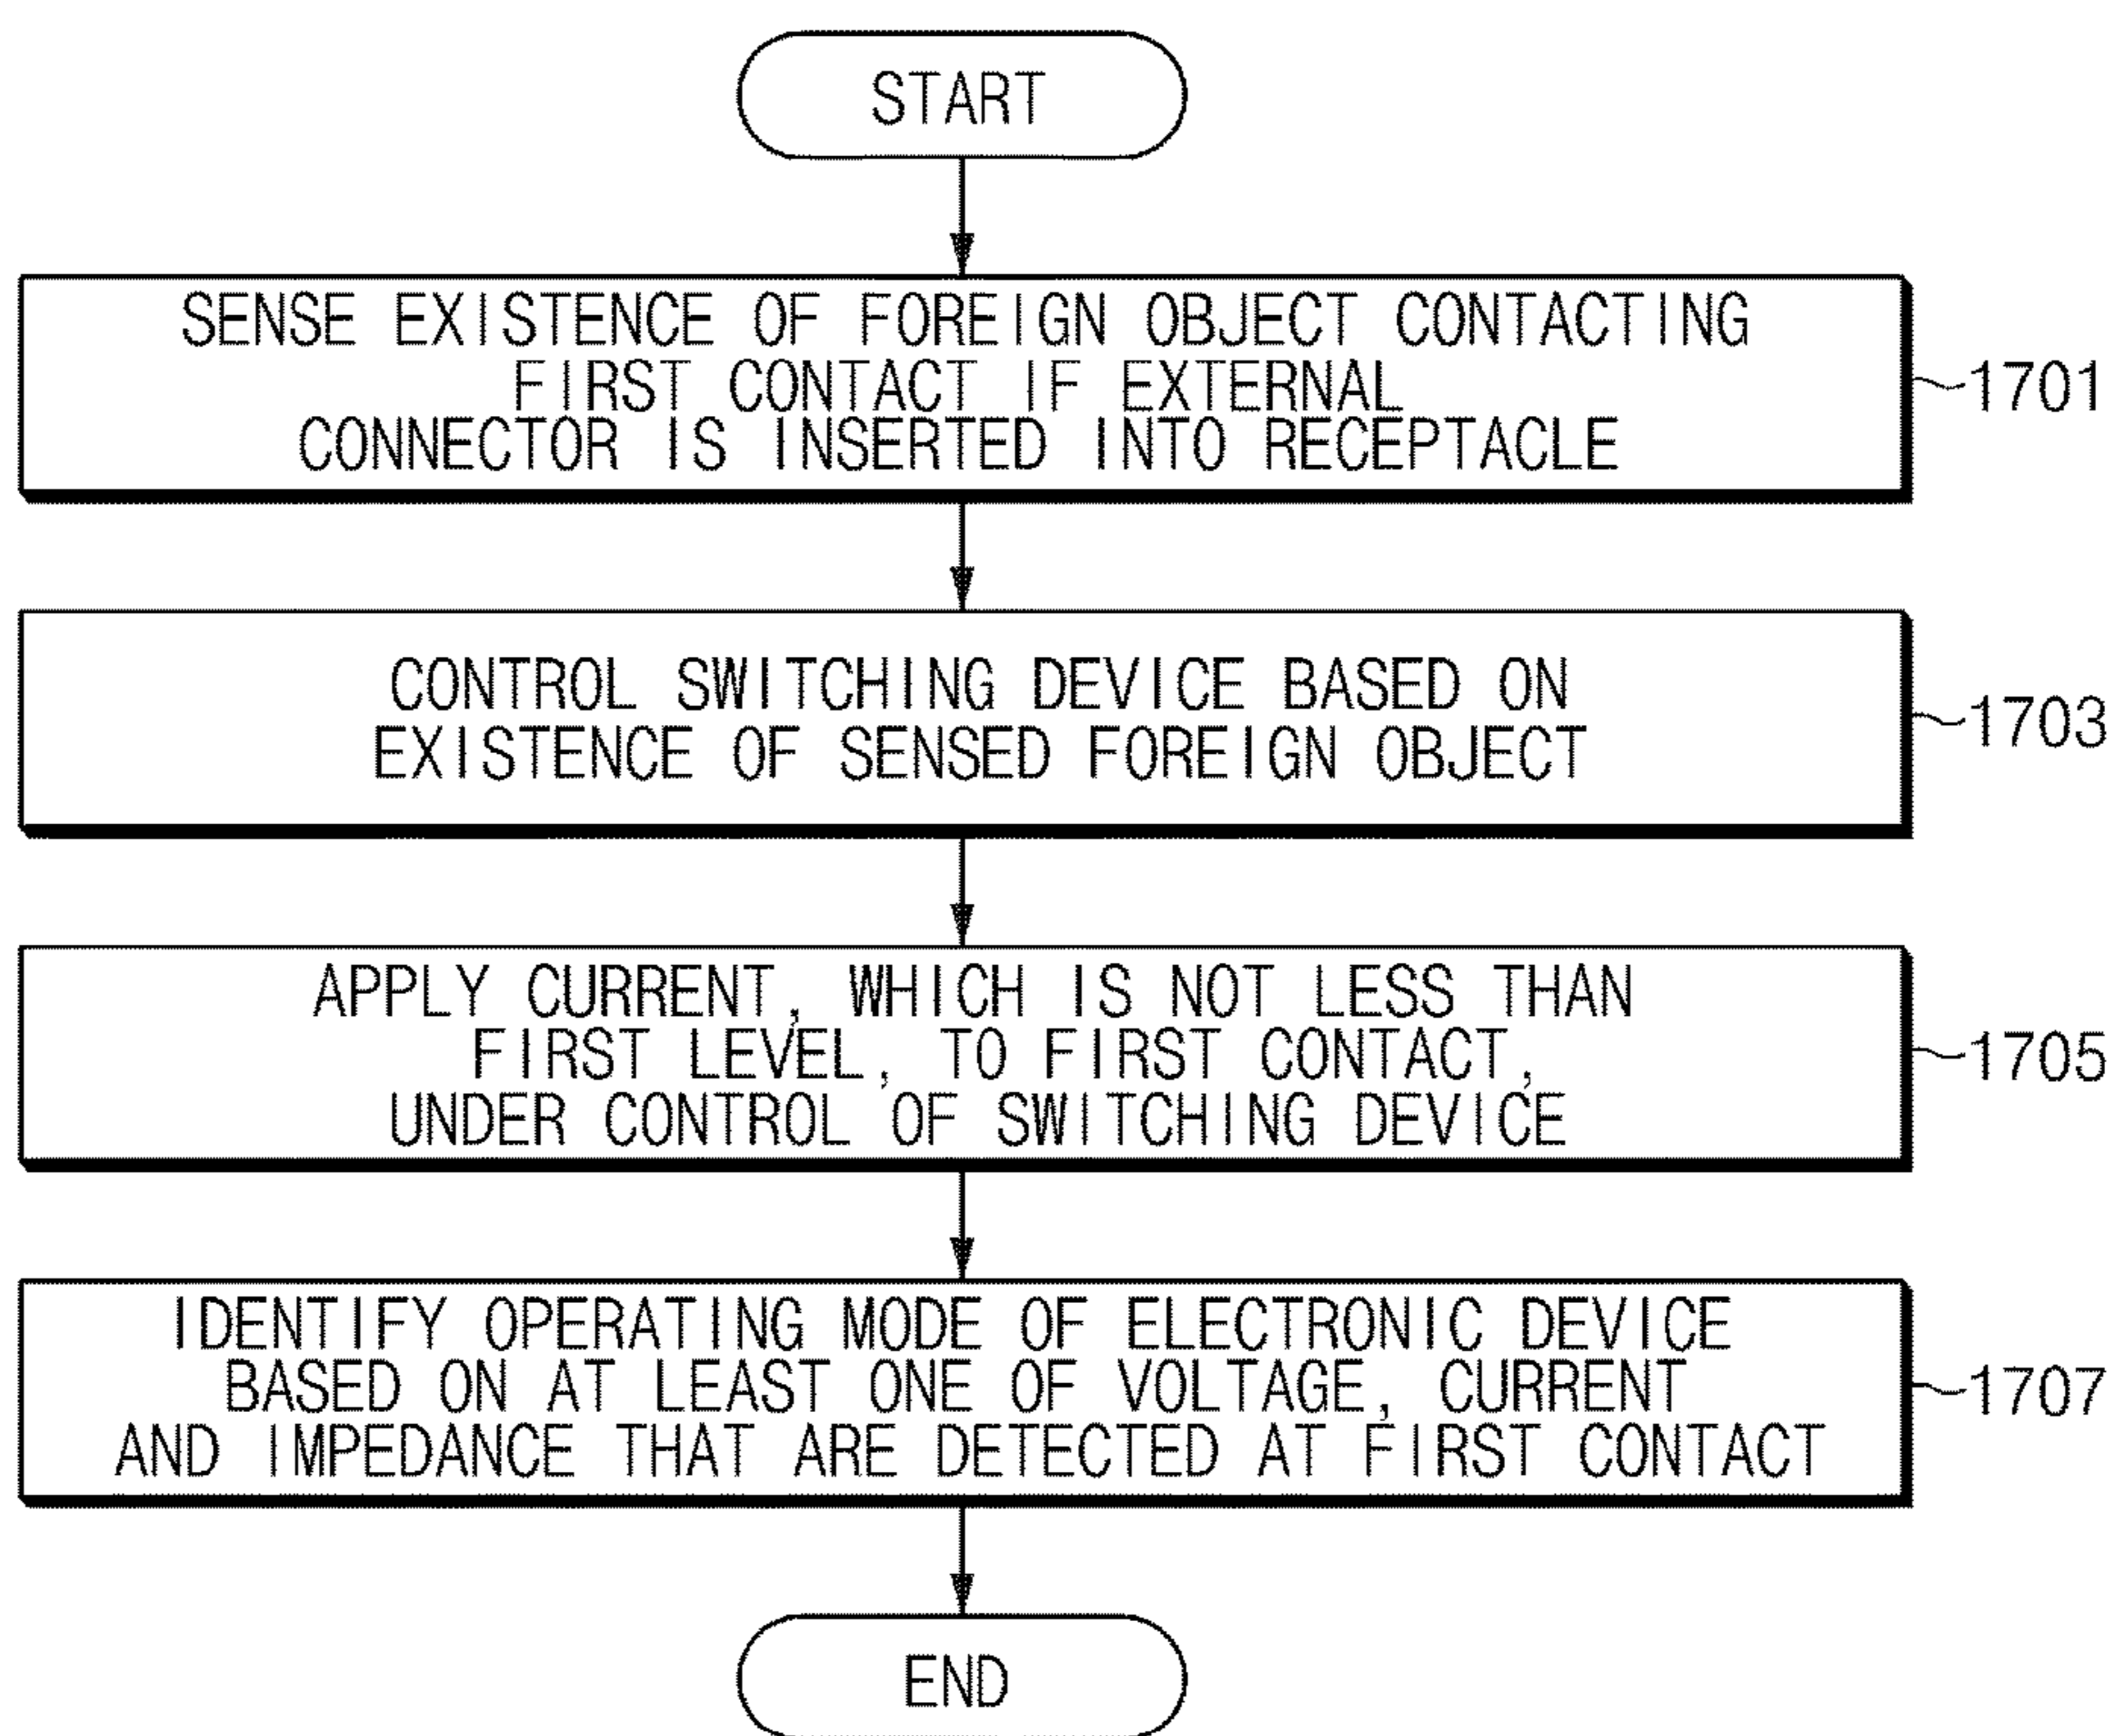 START
SENSE EXISTENCE OF FOREIGN OBJECT CONTACTING
FIRST CONTACT IF EXTERNAL
CONNECTOR IS INSERTED INTO RECEPTACLE
1701
CONTROL SWITCHING DEVICE BASED ON
EXISTENCE OF SENSED FOREIGN OBJECT
1703
APPLY CURRENT, WHICH IS NOT LESS THAN
FIRST LEVEL, TO FIRST CONTACT,
UNDER CONTROL OF SWITCHING DEVICE
1705
IDENTIFY OPERATING MODE OF ELECTRONIC DEVICE
BASED ON AT LEAST ONE OF VOLTAGE, CURRENT
AND IMPEDANCE THAT ARE DETECTED AT FIRST CONTACT
1707
END